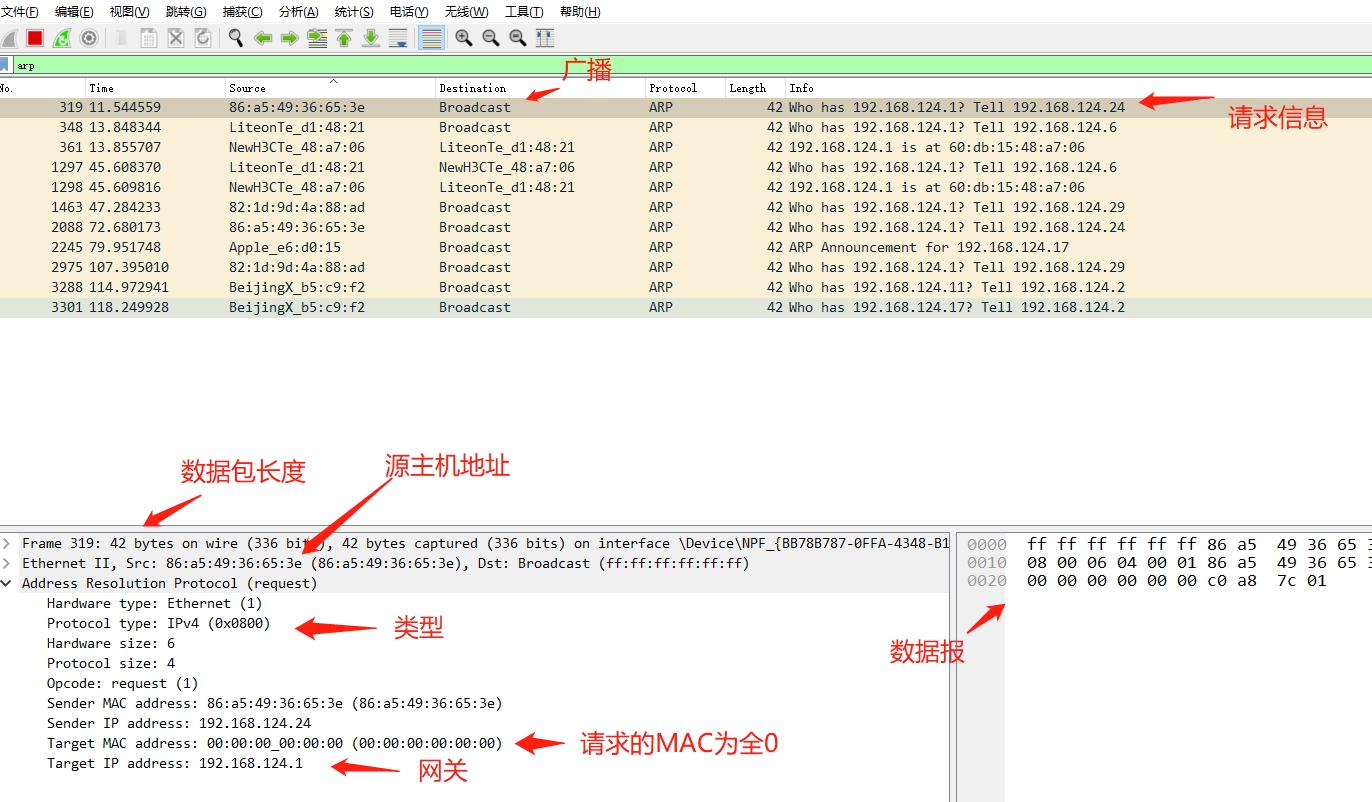 文件(F) 编辑(E) 视图(V) 跳转(G) 捕获(C) 分析(A) 统计(S) 电话(Y) 无线(W) 工具(T) 帮助(H)
arp
广播
No. Time Source Destination Protocol Length Info
319 11.544559 86:a5:49:36:65:3e Broadcast ARP 42 Who has 192.168.124.1? Tell 192.168.124.24
请求信息
348 13.848344 LiteonTe_d1:48:21 Broadcast ARP 42 Who has 192.168.124.1? Tell 192.168.124.6
361 13.855707 NewH3CTe_48:a7:06 LiteonTe_d1:48:21 ARP 42 192.168.124.1 is at 60:db:15:48:a7:06
1297 45.608370 LiteonTe_d1:48:21 NewH3CTe_48:a7:06 ARP 42 Who has 192.168.124.1? Tell 192.168.124.6
1298 45.609816 NewH3CTe_48:a7:06 LiteonTe_d1:48:21 ARP 42 192.168.124.1 is at 60:db:15:48:a7:06
1463 47.284233 82:1d:9d:4a:88:ad Broadcast ARP 42 Who has 192.168.124.1? Tell 192.168.124.29
2088 72.680173 86:a5:49:36:65:3e Broadcast ARP 42 Who has 192.168.124.1? Tell 192.168.124.24
2245 79.951748 Apple_e6:d0:15 Broadcast ARP 42 ARP Announcement for 192.168.124.17
2975 107.395010 82:1d:9d:4a:88:ad Broadcast ARP 42 Who has 192.168.124.1? Tell 192.168.124.29
3288 114.972941 BeijingX_b5:c9:f2 Broadcast ARP 42 Who has 192.168.124.11? Tell 192.168.124.2
3301 118.249928 BeijingX_b5:c9:f2 Broadcast ARP 42 Who has 192.168.124.17? Tell 192.168.124.2
数据包长度
源主机地址
Frame 319: 42 bytes on wire (336 bits), 42 bytes captured (336 bits) on interface \Device\NPF_{BB78B787-0FFA-4348-B1
Ethernet II, Src: 86:a5:49:36:65:3e (86:a5:49:36:65:3e), Dst: Broadcast (ff:ff:ff:ff:ff:ff)
Address Resolution Protocol (request)
Hardware type: Ethernet (1)
Protocol type: IPv4 (0x0800)
类型
Hardware size: 6
Protocol size: 4
Opcode: request (1)
Sender MAC address: 86:a5:49:36:65:3e (86:a5:49:36:65:3e)
Sender IP address: 192.168.124.24
Target MAC address: 00:00:00_00:00:00 (00:00:00:00:00:00)
请求的MAC为全0
Target IP address: 192.168.124.1
网关
0000 ff ff ff ff ff ff 86 a5 49 36 65
0010 08 00 06 04 00 01 86 a5 49 36 65
0020 00 00 00 00 00 00 c0 a8 7c 01
数据报